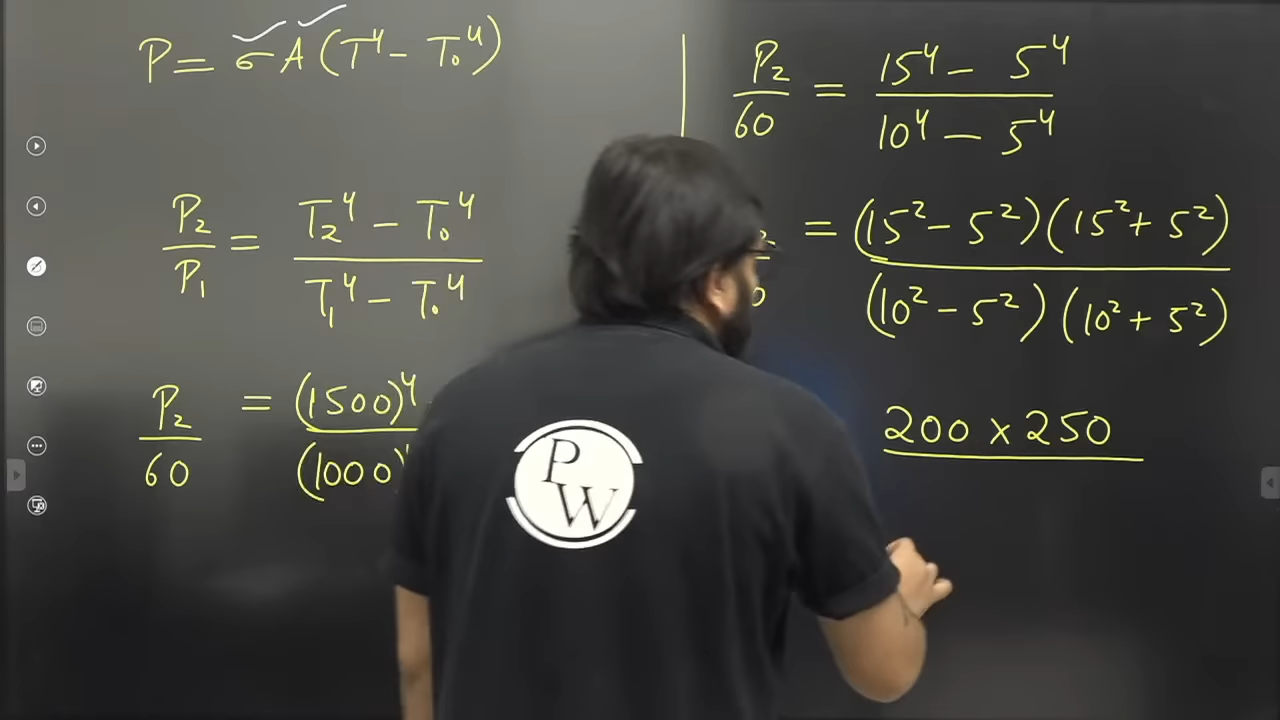 P = σA(T⁴ - T₀⁴)
P₂/P₁ = (T₂⁴ - T₀⁴)/(T₁⁴ - T₀⁴)
P₂/60 = (1500)⁴/(1000)
P₂/60 = (15⁴ - 5⁴)/(10⁴ - 5⁴)
= (15² - 5²)(15² + 5²)/(10² - 5²)(10² + 5²)
200 × 250
P
W